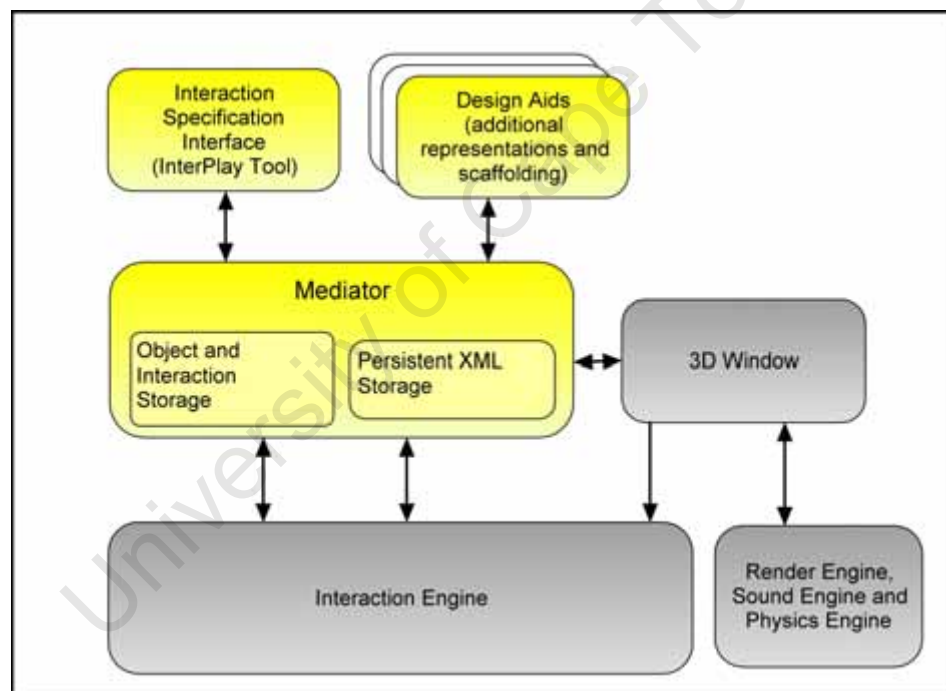 Interaction
Specification
Interface
(InterPlay Tool)
Design Aids
(additional
representations and
scaffolding)
Mediator
Object and
Interaction
Storage
Persistent XML
Storage
3D Window
Interaction Engine
Render Engine,
Sound Engine and
Physics Engine
University of Cape To